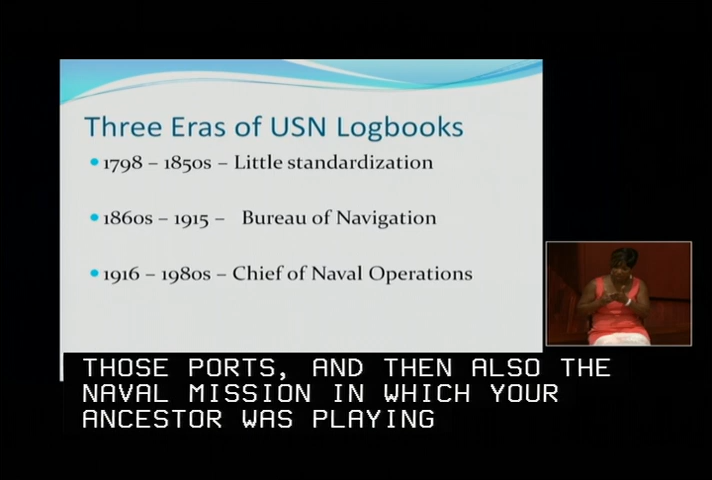 Three Eras of USN Logbooks
• 1798 – 1850s – Little standardization
• 1860s – 1915 – Bureau of Navigation
• 1916 – 1980s – Chief of Naval Operations
THOSE PORTS, AND THEN ALSO THE
NAVAL MISSION IN WHICH YOUR
ANCESTOR WAS PLAYING